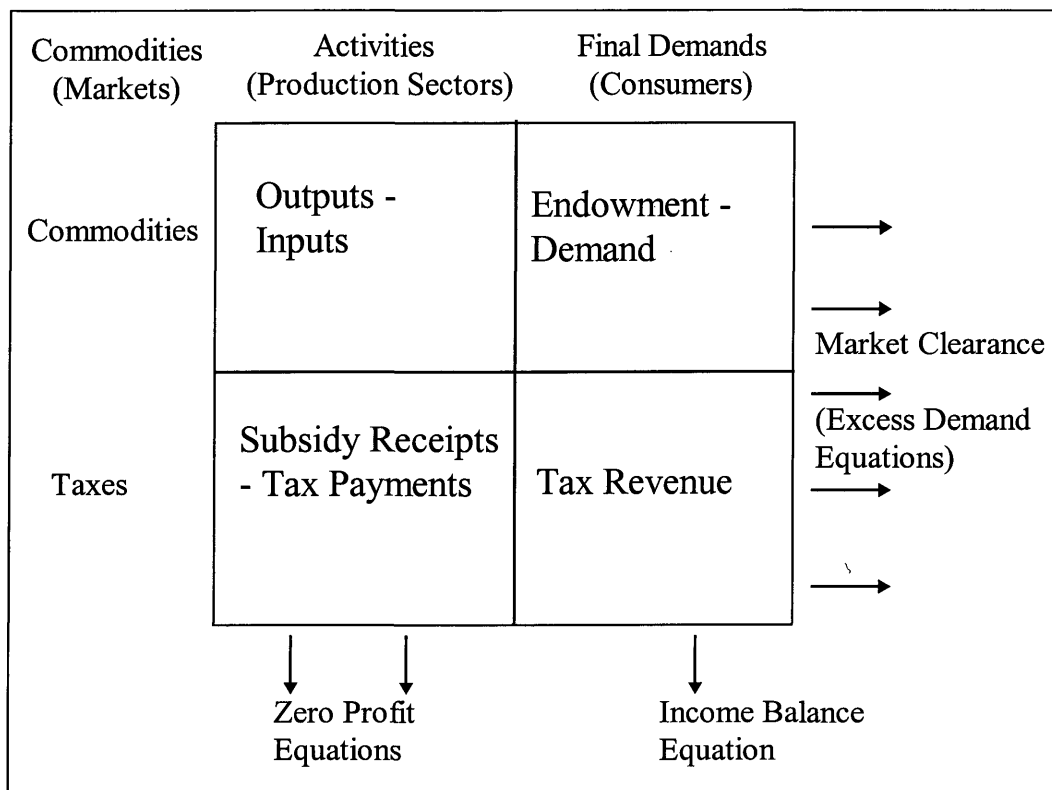 Commodities
(Markets)
Activities
(Production Sectors)
Final Demands
(Consumers)
Commodities
Outputs -
Inputs
Endowment -
Demand
Market Clearance
(Excess Demand
Equations)
Taxes
Subsidy Receipts
- Tax Payments
Tax Revenue
Zero Profit
Equations
Income Balance
Equation